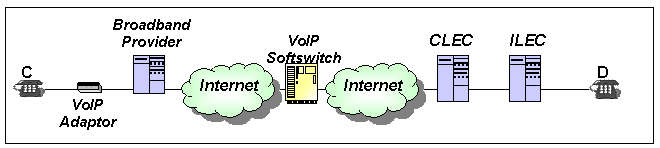 Broadband
Provider
VoIP
Softswitch
CLEC
ILEC
C
Internet
Internet
D
VoIP
Adaptor